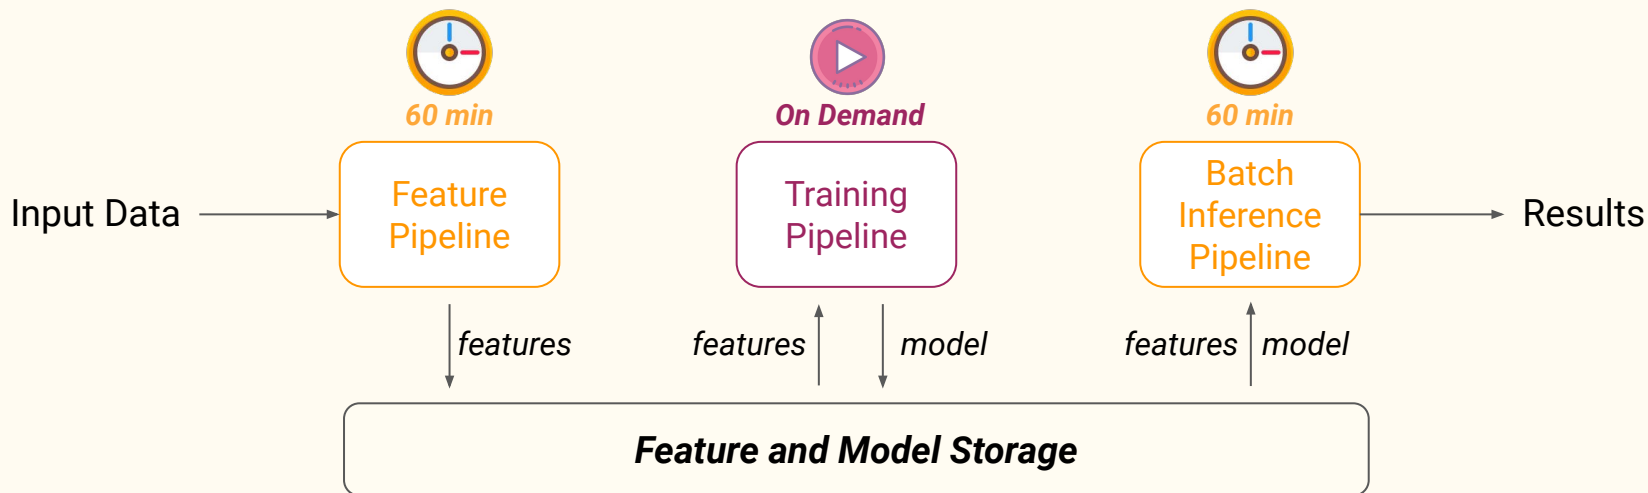 60 min
On Demand
60 min
Input Data
Feature
Pipeline
Training
Pipeline
Batch
Inference
Pipeline
Results
features
features
model
features
model
Feature and Model Storage